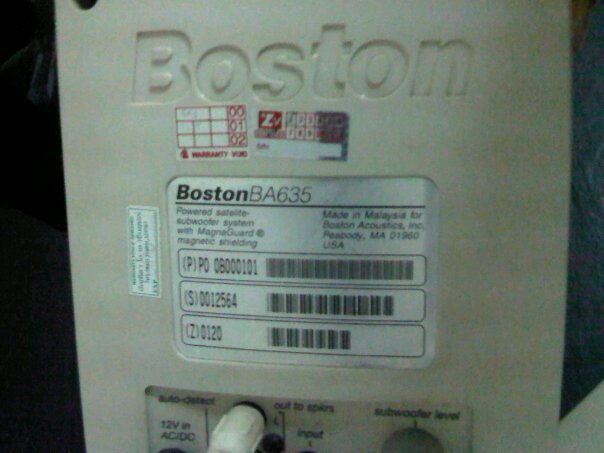 Boston
00
01
02
WARRANTY VOID
BostonBA635
Powered satelite-
subwoofer system
with MagnaGuard ®
magnetic shielding
Made in Malaysia for
Boston Acoustics, Inc.
Peabody, MA 01960
USA
(P)PO 0B000101
(S)0012564
(Z)0120
auto-detect
out to spkrs
subwoofer level
12V in
AC/DC
L
input